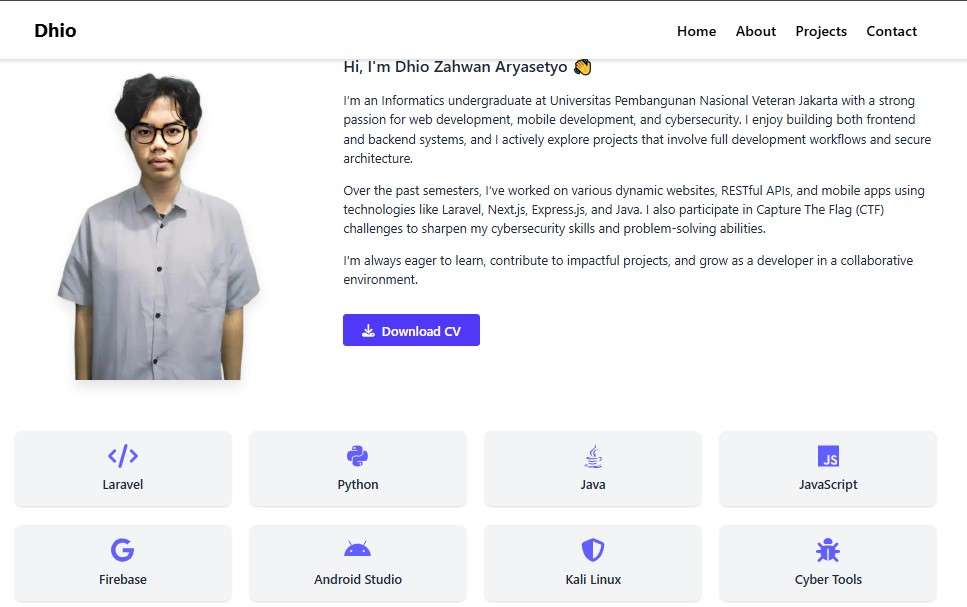 Dhio
Home About Projects Contact
Hi, I'm Dhio Zahwan Aryasetyo 👋
I'm an Informatics undergraduate at Universitas Pembangunan Nasional Veteran Jakarta with a strong
passion for web development, mobile development, and cybersecurity. I enjoy building both frontend
and backend systems, and I actively explore projects that involve full development workflows and secure
architecture.
Over the past semesters, I've worked on various dynamic websites, RESTful APIs, and mobile apps using
technologies like Laravel, Next.js, Express.js, and Java. I also participate in Capture The Flag (CTF)
challenges to sharpen my cybersecurity skills and problem-solving abilities.
I'm always eager to learn, contribute to impactful projects, and grow as a developer in a collaborative
environment.
Download CV
JS
Laravel Python Java JavaScript
G
Firebase Android Studio Kali Linux Cyber Tools